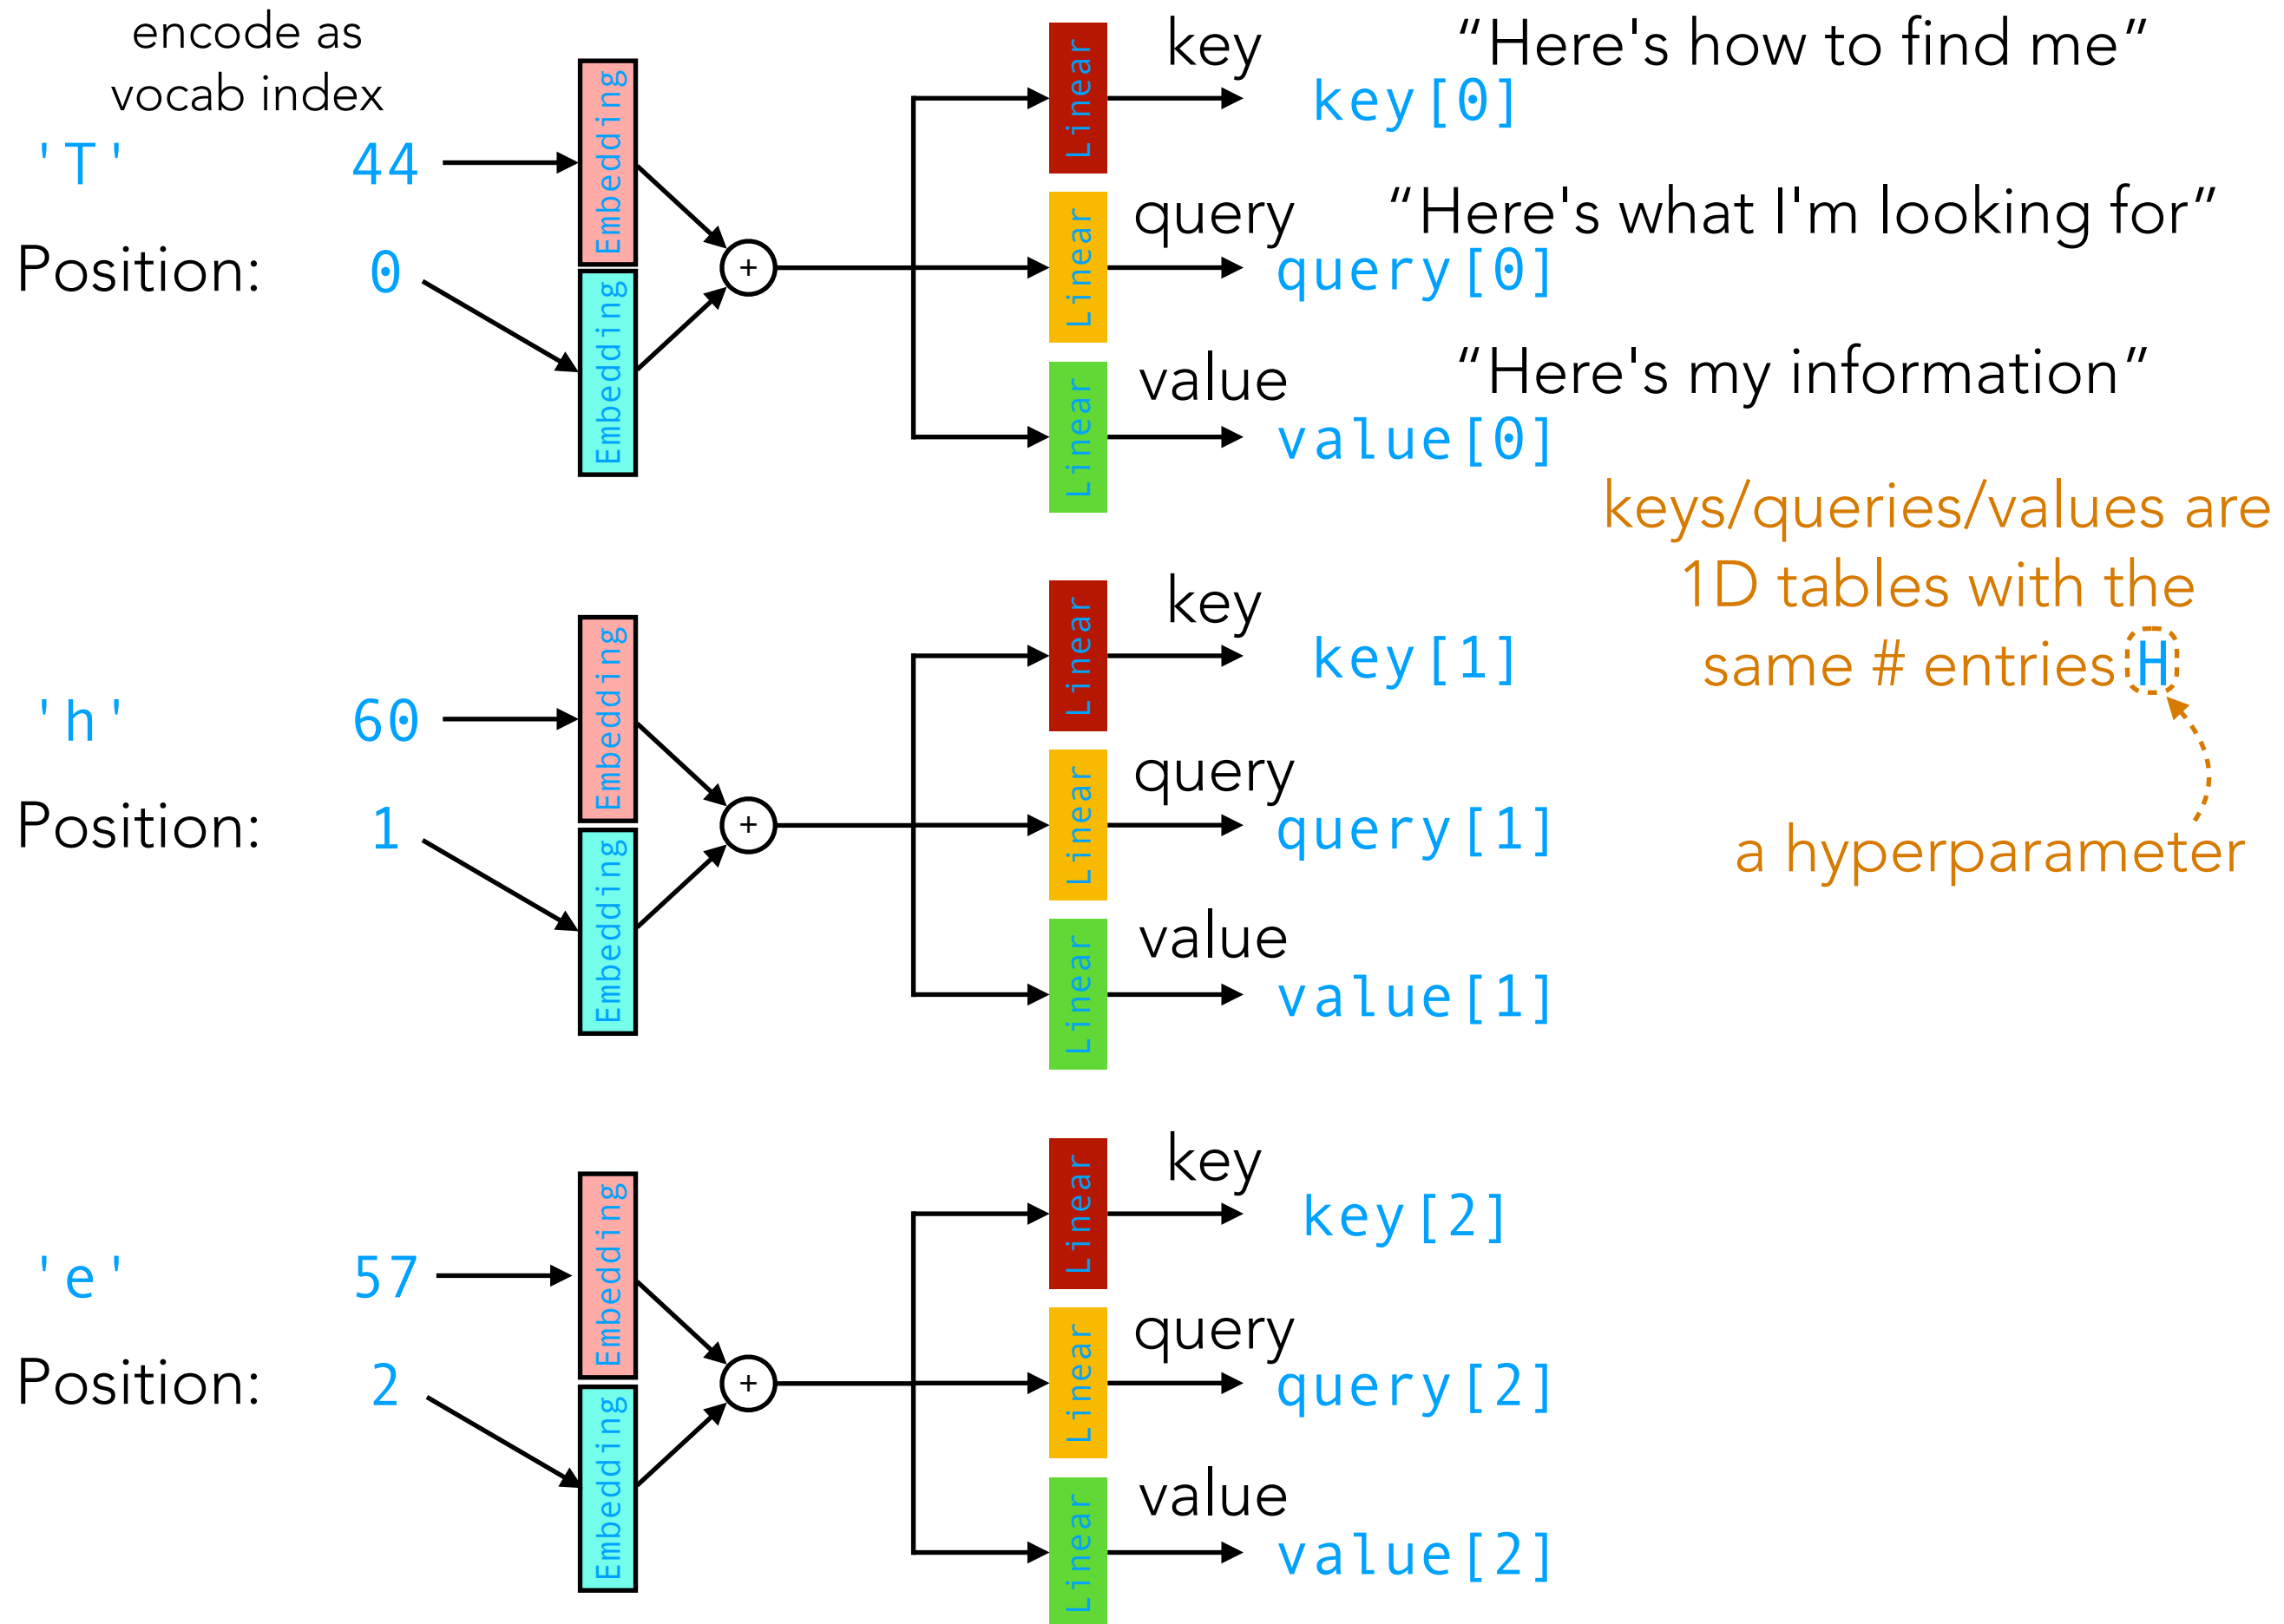 encode as
vocab index
'T' 44
Position: 0
Embedding
Embedding
+
Linear
Linear
Linear
key “Here's how to find me”
key[0]
query “Here's what I'm looking for”
query[0]
value “Here's my information”
value[0]
keys/queries/values are
1D tables with the
same # entries H
a hyperparameter
'h' 60
Position: 1
Embedding
Embedding
+
Linear
Linear
Linear
key
key[1]
query
query[1]
value
value[1]
'e' 57
Position: 2
Embedding
Embedding
+
Linear
Linear
Linear
key
key[2]
query
query[2]
value
value[2]